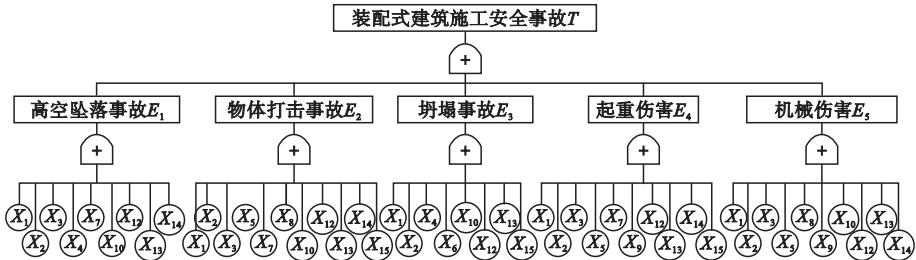 装配式建筑施工安全事故T
+
高空坠落事故E₁ 物体打击事故E₂ 坍塌事故E₃ 起重伤害E₄ 机械伤害E₅
+ + + + +
X₁ X₃ X₇ X₁₂ X₁₄ X₂ X₅ X₈ X₁₂ X₁₄ X₁ X₄ X₁₀ X₁₃ X₁ X₃ X₇ X₁₂ X₁₄ X₁ X₃ X₈ X₁₀ X₁₃
X₂ X₄ X₁₀ X₁₃ X₁ X₃ X₇ X₁₀ X₁₃ X₁₅ X₂ X₆ X₁₂ X₁₅ X₂ X₅ X₉ X₁₃ X₁₅ X₂ X₅ X₉ X₁₂ X₁₄